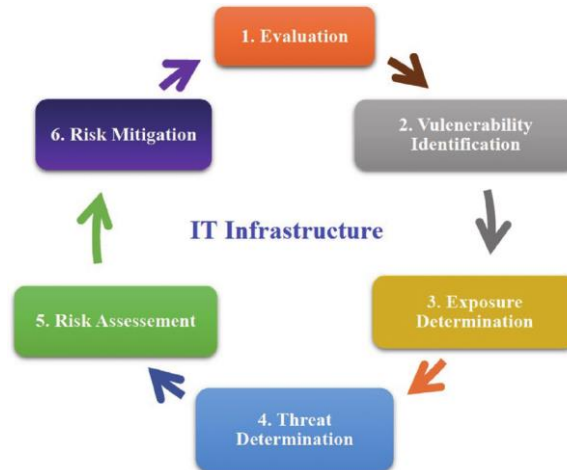 1. Evaluation
2. Vulenerability
Identification
3. Exposure
Determination
4. Threat
Determination
5. Risk Assessement
6. Risk Mitigation
IT Infrastructure